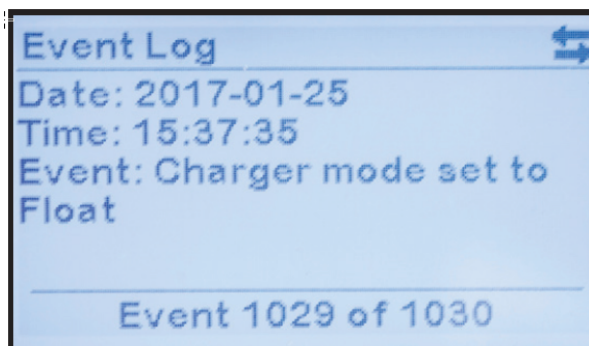 Event Log
Date: 2017-01-25
Time: 15:37:35
Event: Charger mode set to
Float
Event 1029 of 1030